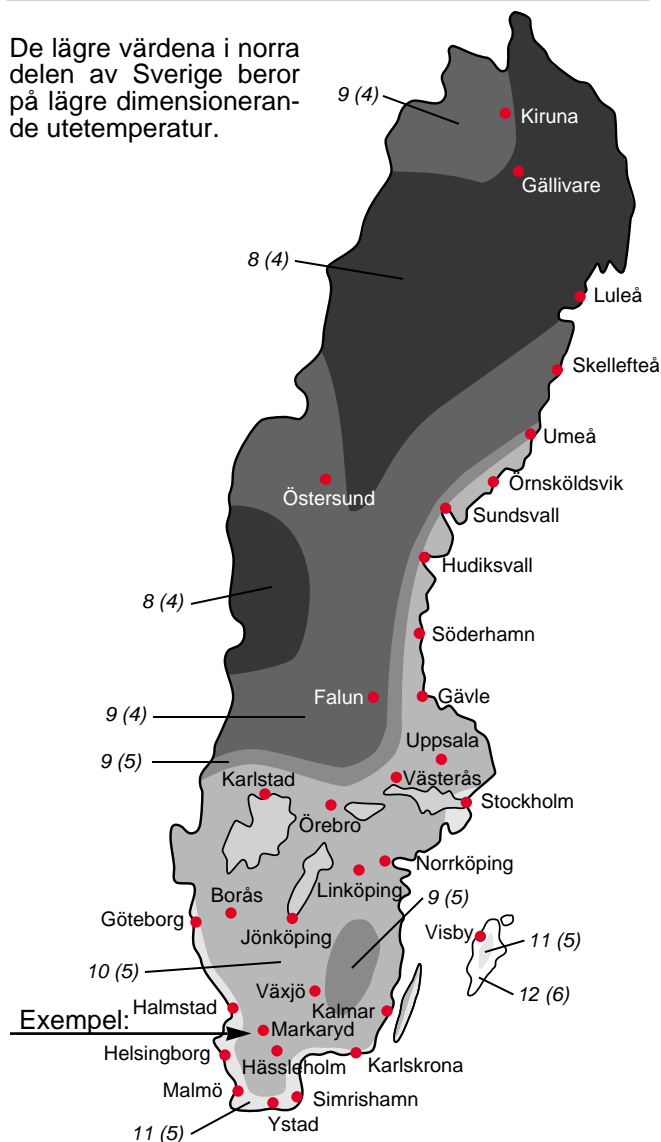 De lägre värdena i norra
delen av Sverige beror
på lägre dimensioneran-
de utetemperatur.
9 (4)
Kiruna
Gällivare
8 (4)
Luleå
Skellefteå
Umeå
Östersund
Örnsköldsvik
Sundsvall
Hudiksvall
8 (4)
Söderhamn
Falun
Gävle
9 (4)
Uppsala
9 (5)
Karlstad
Västerås
Stockholm
Örebro
Norrköping
Linköping
Borås
9 (5)
Göteborg
Jönköping
Visby
11 (5)
10 (5)
Växjö
12 (6)
Halmstad
Kalmar
Exempel:
Markaryd
Helsingborg
Hässleholm
Karlskrona
Malmö
Simrishamn
Ystad
11 (5)